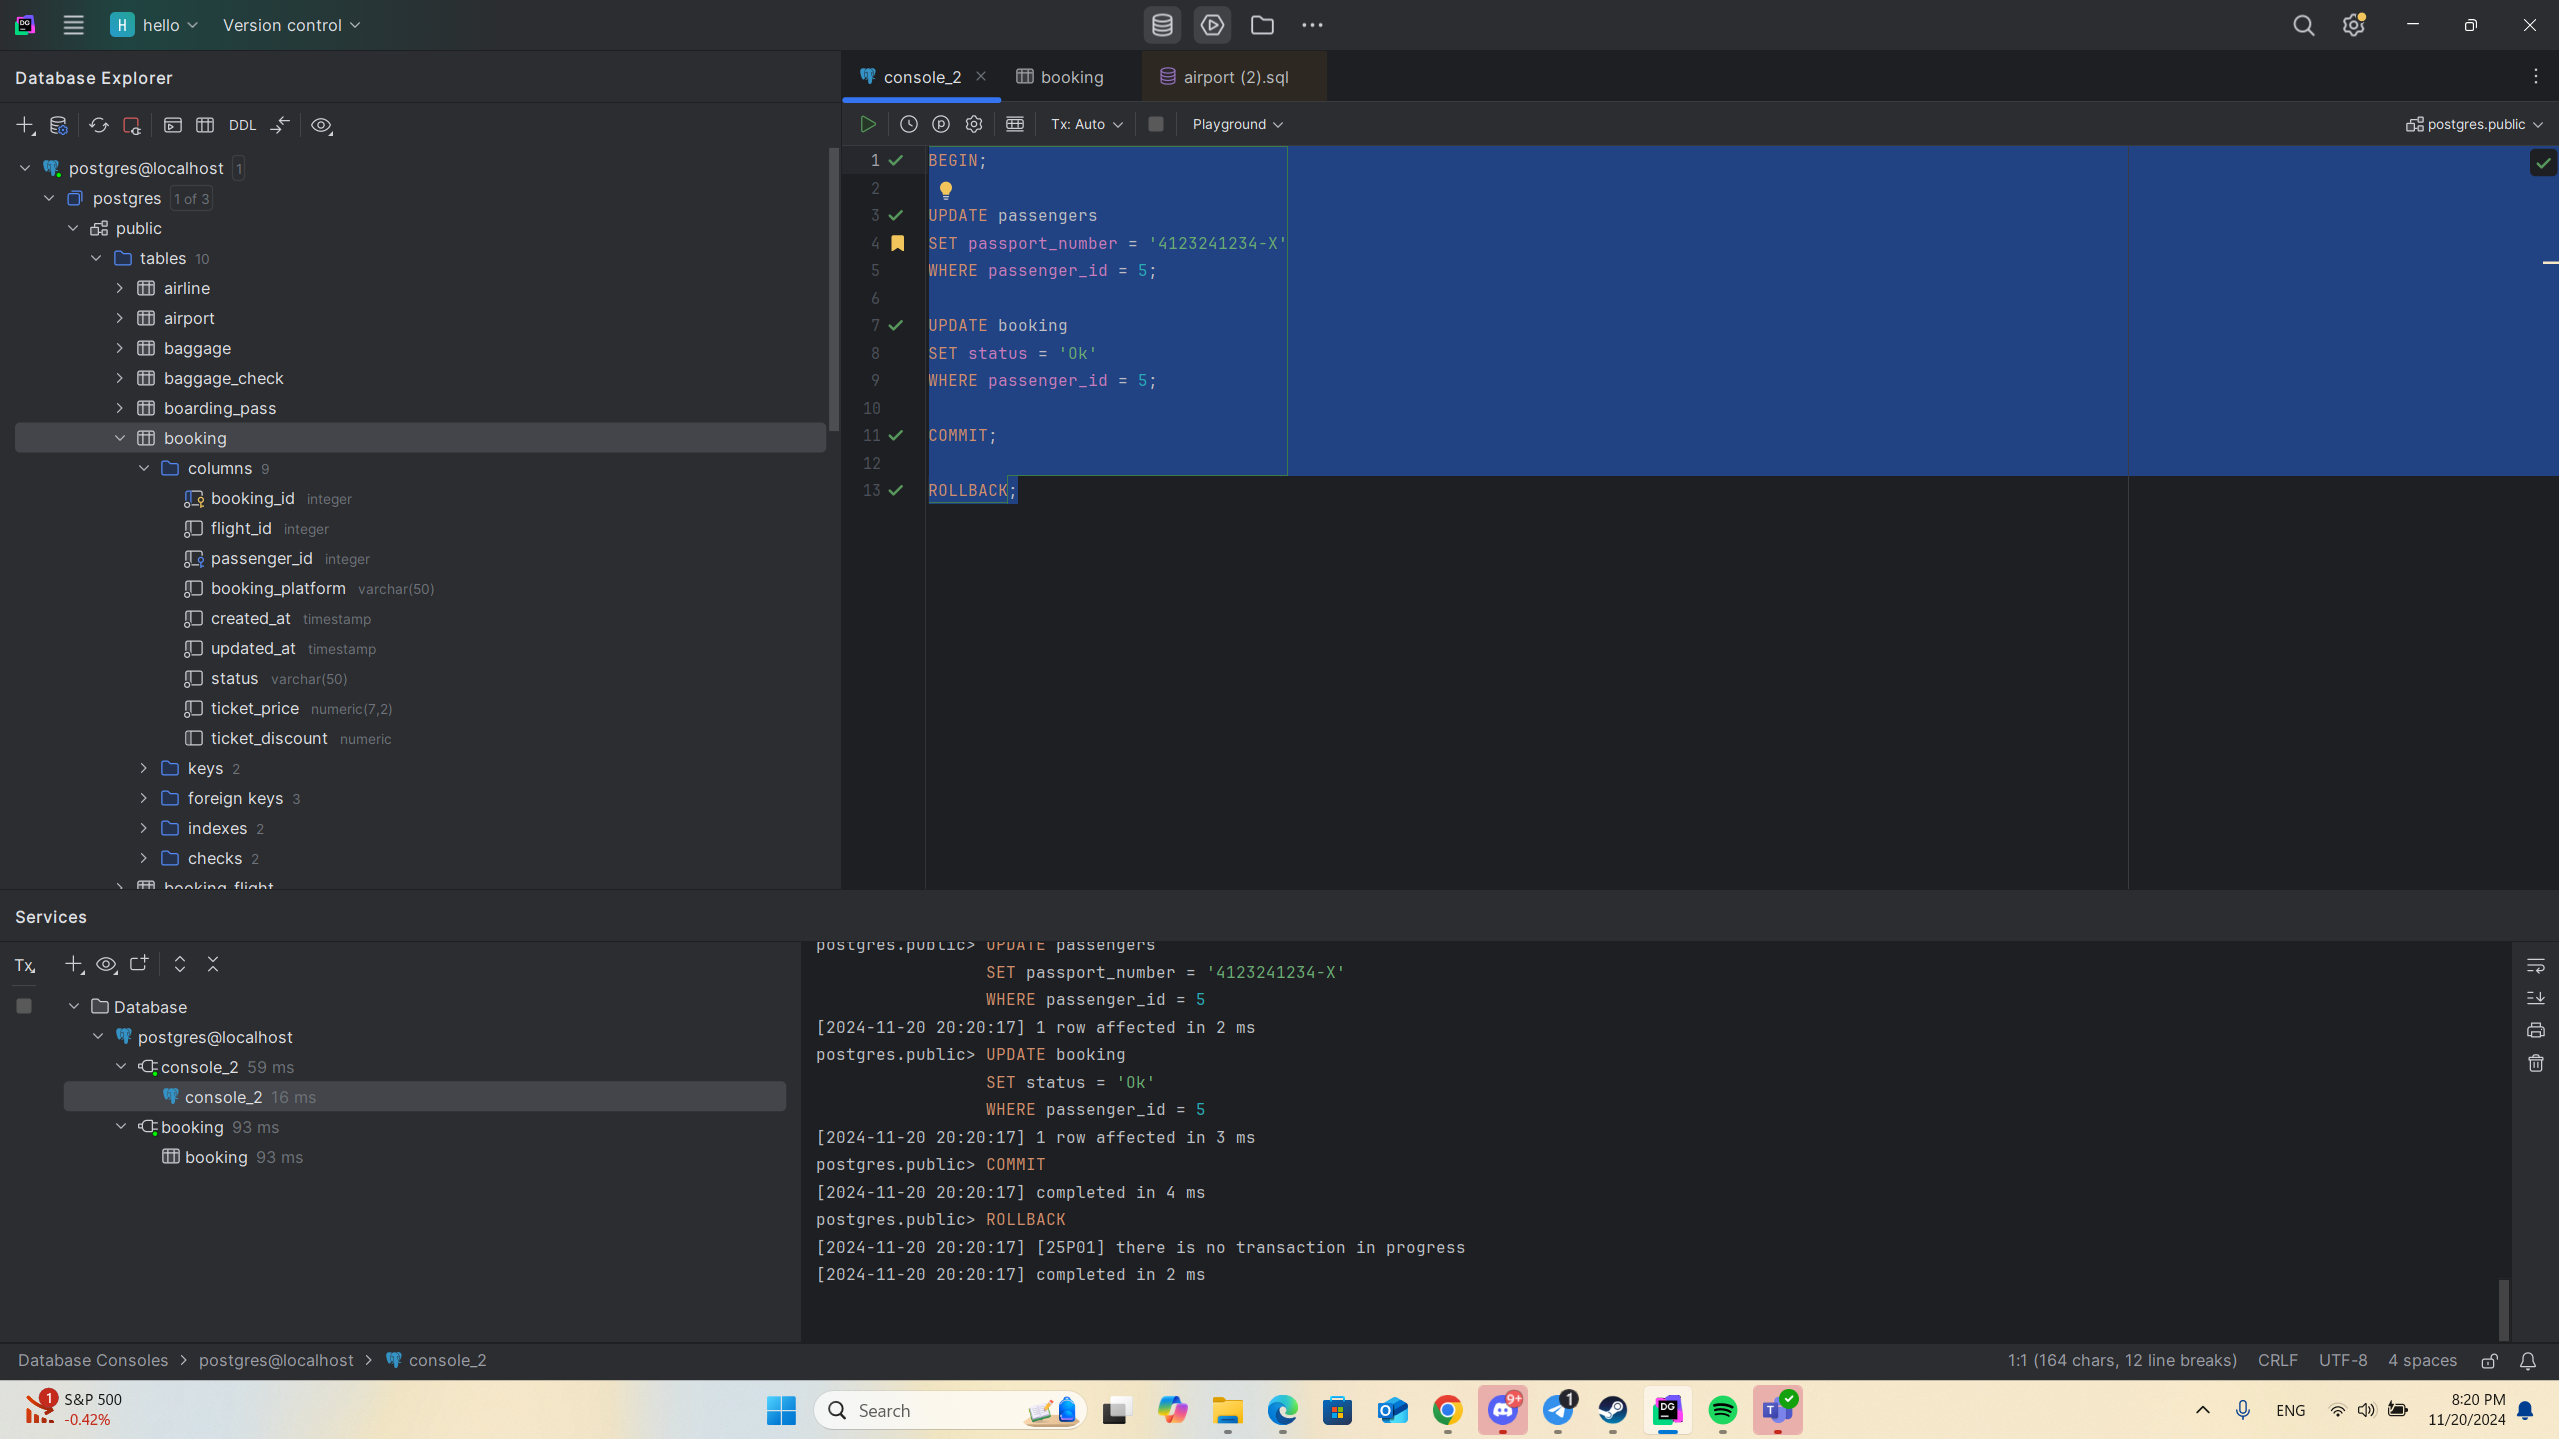 H hello Version control
Database Explorer
DDL
postgres@localhost 1
postgres 1 of 3
public
tables 10
airline
airport
baggage
baggage_check
boarding_pass
booking
columns 9
booking_id integer
flight_id integer
passenger_id integer
booking_platform varchar(50)
created_at timestamp
updated_at timestamp
status varchar(50)
ticket_price numeric(7,2)
ticket_discount numeric
keys 2
foreign keys 3
indexes 2
checks 2
booking_flight
console_2 booking airport (2).sql
Tx: Auto Playground postgres.public
1 BEGIN;
2
3 UPDATE passengers
4 SET passport_number = '4123241234-X'
5 WHERE passenger_id = 5;
6
7 UPDATE booking
8 SET status = 'Ok'
9 WHERE passenger_id = 5;
10
11 COMMIT;
12
13 ROLLBACK;
Services
Tx
Database
postgres@localhost
console_2 59 ms
console_2 16 ms
booking 93 ms
booking 93 ms
postgres.public> UPDATE passengers
SET passport_number = '4123241234-X'
WHERE passenger_id = 5
[2024-11-20 20:20:17] 1 row affected in 2 ms
postgres.public> UPDATE booking
SET status = 'Ok'
WHERE passenger_id = 5
[2024-11-20 20:20:17] 1 row affected in 3 ms
postgres.public> COMMIT
[2024-11-20 20:20:17] completed in 4 ms
postgres.public> ROLLBACK
[2024-11-20 20:20:17] [25P01] there is no transaction in progress
[2024-11-20 20:20:17] completed in 2 ms
Database Consoles > postgres@localhost > console_2
1:1 (164 chars, 12 line breaks) CRLF UTF-8 4 spaces
1 S&P 500
-0.42%
Search
9+
1
DG
T
ENG
8:20 PM
11/20/2024